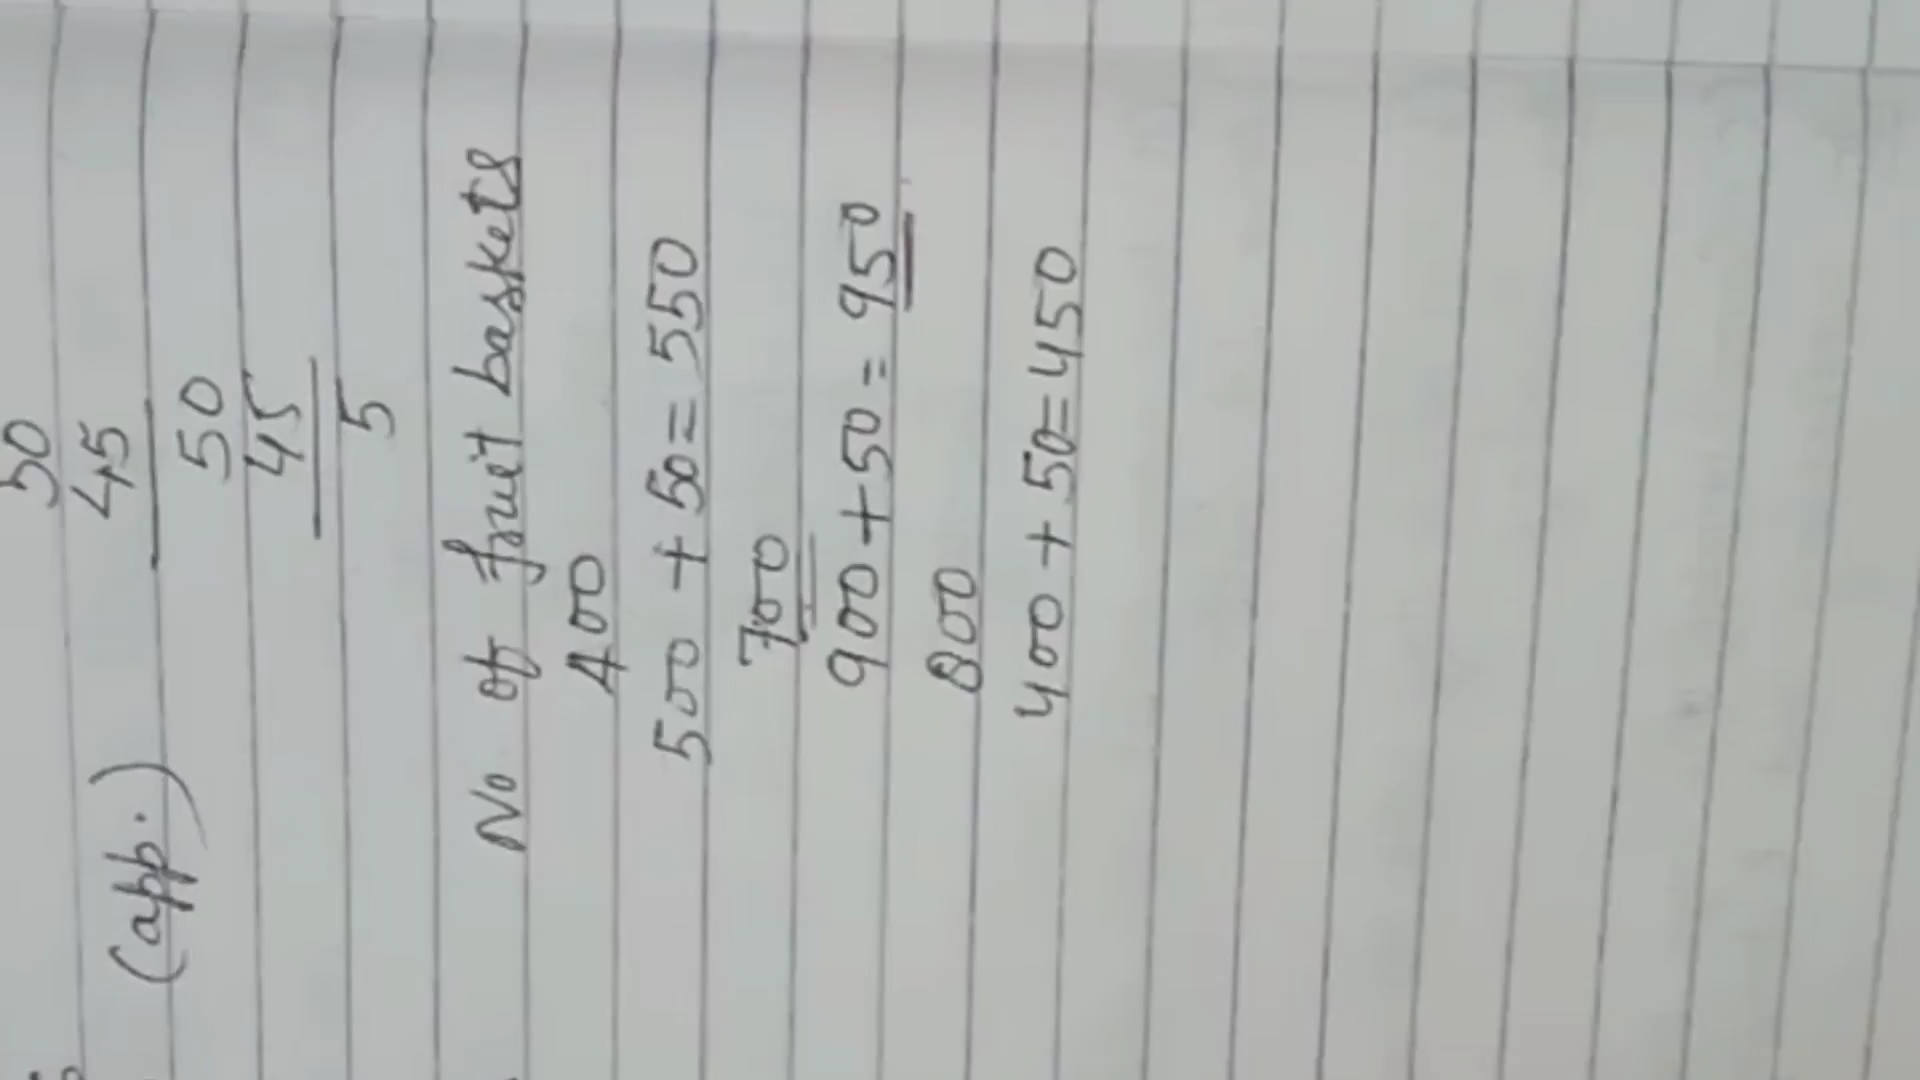 50
45
(app.)
50
45
5
No of fruit baskets
400
500 + 50 = 550
700
900 + 50 = 950
800
400 + 50 = 450